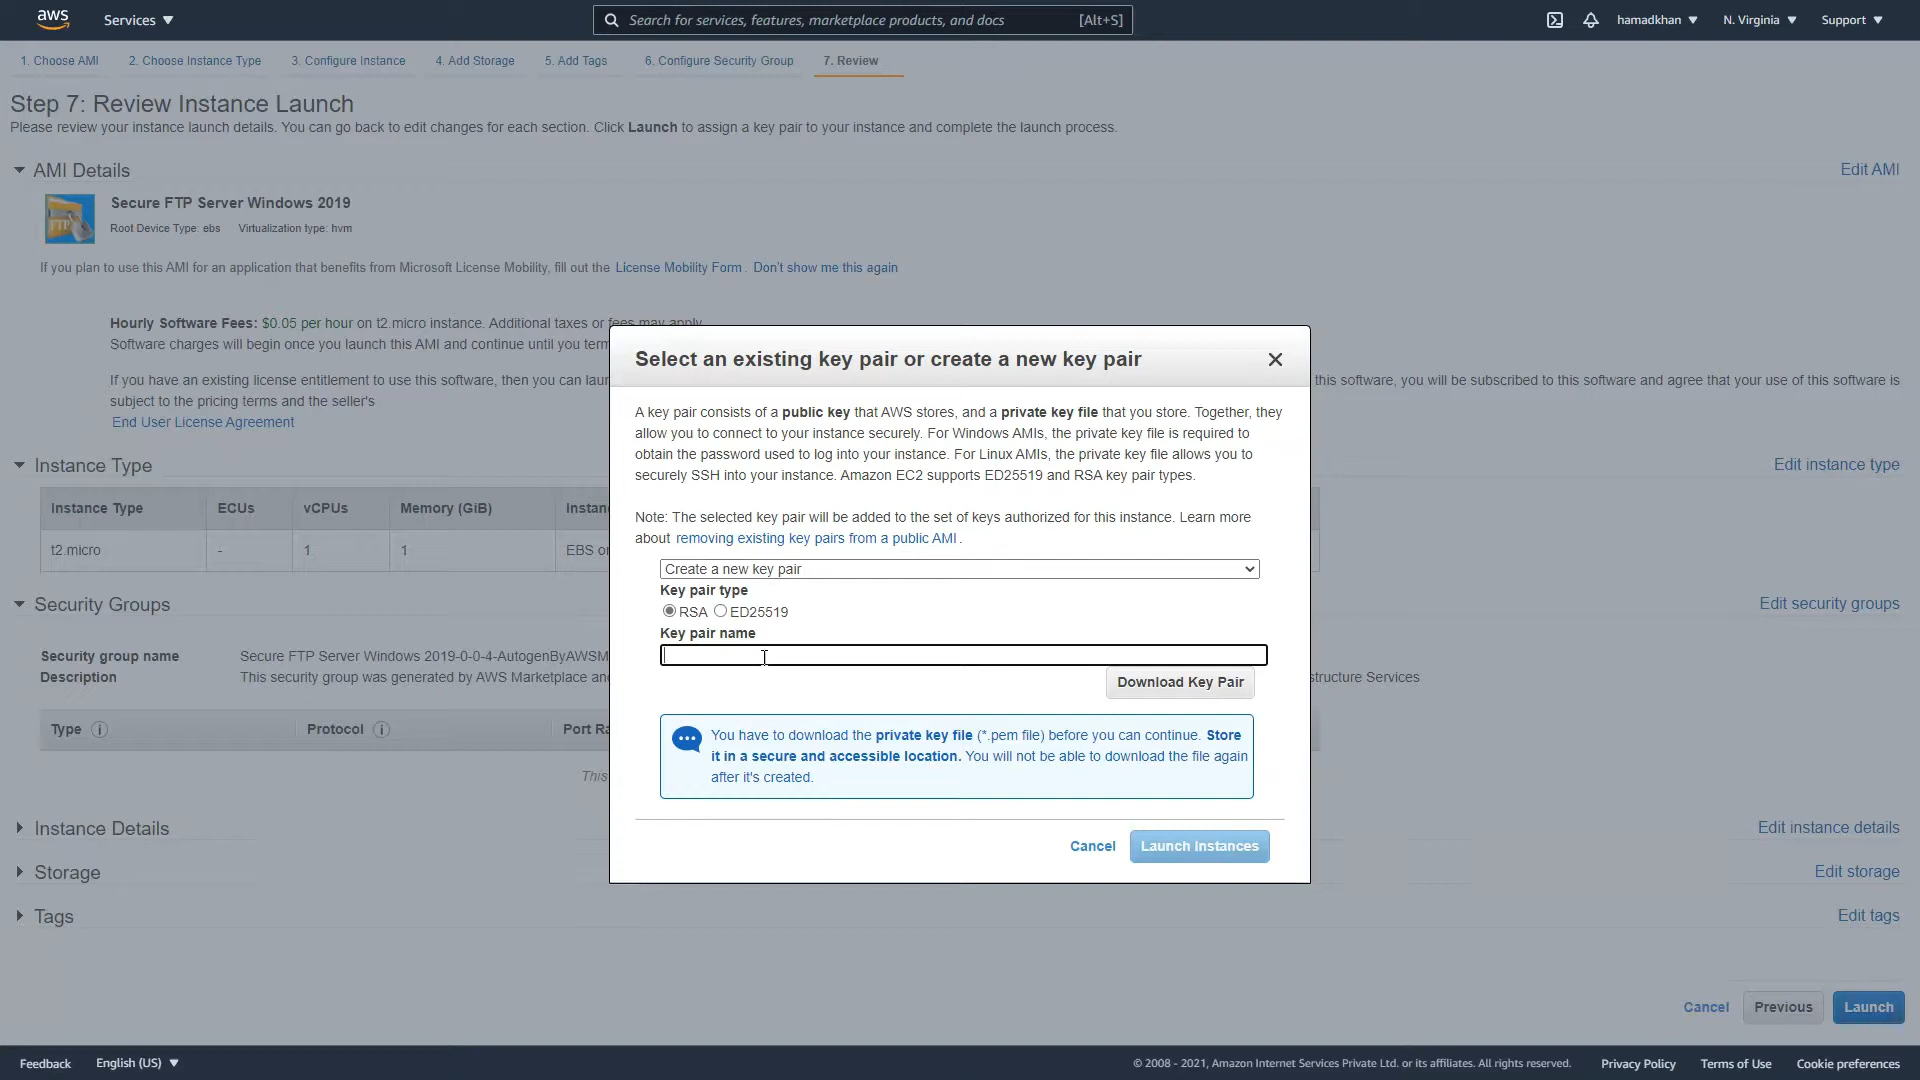 aws
Services
Search for services, features, marketplace products, and docs
[Alt+S]
hamadkhan
N. Virginia
Support
1. Choose AMI
2. Choose Instance Type
3. Configure Instance
4. Add Storage
5. Add Tags
6. Configure Security Group
7. Review
Step 7: Review Instance Launch
Please review your instance launch details. You can go back to edit changes for each section. Click Launch to assign a key pair to your instance and complete the launch process.
AMI Details
Edit AMI
Secure FTP Server Windows 2019
Root Device Type: ebs Virtualization type: hvm
If you plan to use this AMI for an application that benefits from Microsoft License Mobility, fill out the License Mobility Form. Don't show me this again
Hourly Software Fees: $0.05 per hour on t2.micro instance. Additional taxes or fees may apply.
Software charges will begin once you launch this AMI and continue until you
If you have an existing license entitlement to use this software, then you can
this software, you will be subscribed to this software and agree that your use of this software is
subject to the pricing terms and the seller's
End User License Agreement
Instance Type
Edit instance type
Instance Type
ECUs
vCPUs
Memory (GiB)
t2.micro
-
1
1
EBS
Security Groups
Edit security groups
Security group name
Secure FTP Server Windows 2019-0-0-4-AutogenByAWSM
Description
This security group was generated by AWS Marketplace
Services
Type
Protocol
Port
This
Instance Details
Edit instance details
Storage
Edit storage
Tags
Edit tags
Select an existing key pair or create a new key pair
A key pair consists of a public key that AWS stores, and a private key file that you store. Together, they
allow you to connect to your instance securely. For Windows AMIs, the private key file is required to
obtain the password used to log into your instance. For Linux AMIs, the private key file allows you to
securely SSH into your instance. Amazon EC2 supports ED25519 and RSA key pair types.
Note: The selected key pair will be added to the set of keys authorized for this instance. Learn more
about removing existing key pairs from a public AMI.
Create a new key pair
Key pair type
RSA ED25519
Key pair name
Download Key Pair
You have to download the private key file (*.pem file) before you can continue. Store
it in a secure and accessible location. You will not be able to download the file again
after it's created.
Cancel
Launch Instances
Cancel
Previous
Launch
Feedback
English (US)
© 2008 - 2021, Amazon Internet Services Private Ltd. or its affiliates. All rights reserved.
Privacy Policy
Terms of Use
Cookie preferences